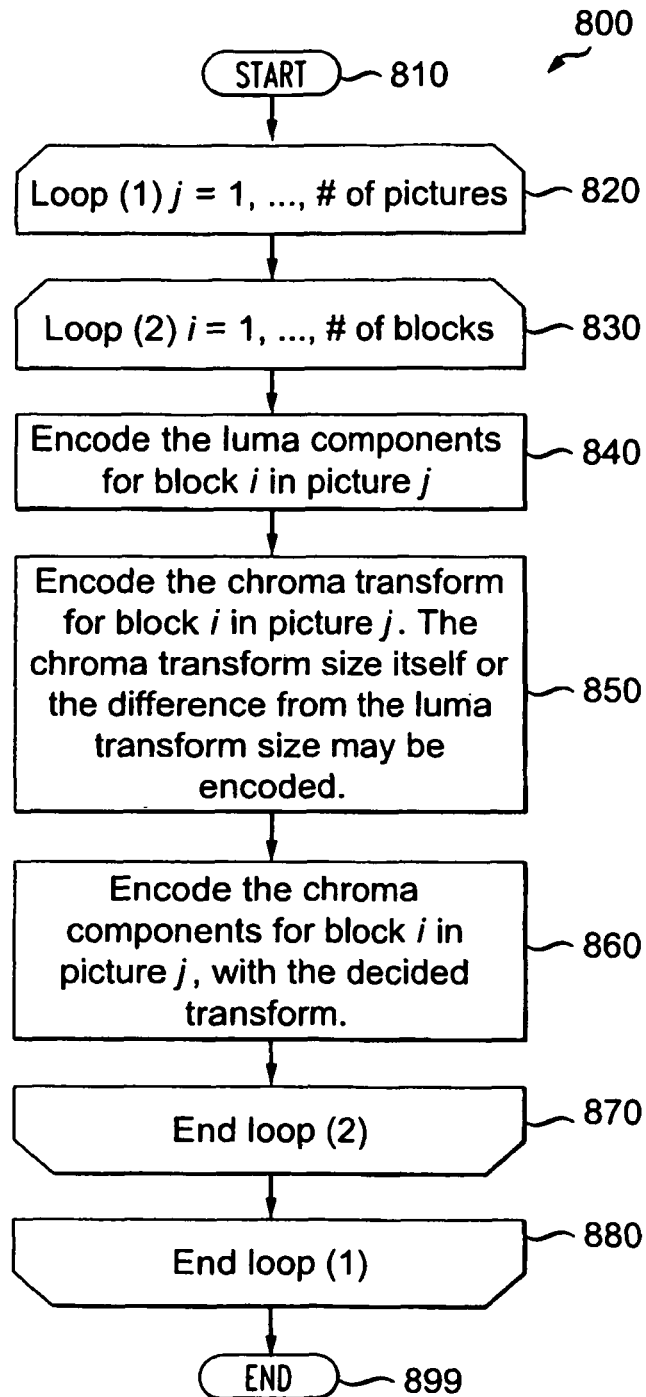 800
START 810
Loop (1) j = 1, ..., # of pictures 820
Loop (2) i = 1, ..., # of blocks 830
Encode the luma components
for block i in picture j
840
Encode the chroma transform
for block i in picture j. The
chroma transform size itself or
the difference from the luma
transform size may be
encoded.
850
Encode the chroma
components for block i in
picture j, with the decided
transform.
860
End loop (2) 870
End loop (1) 880
END 899